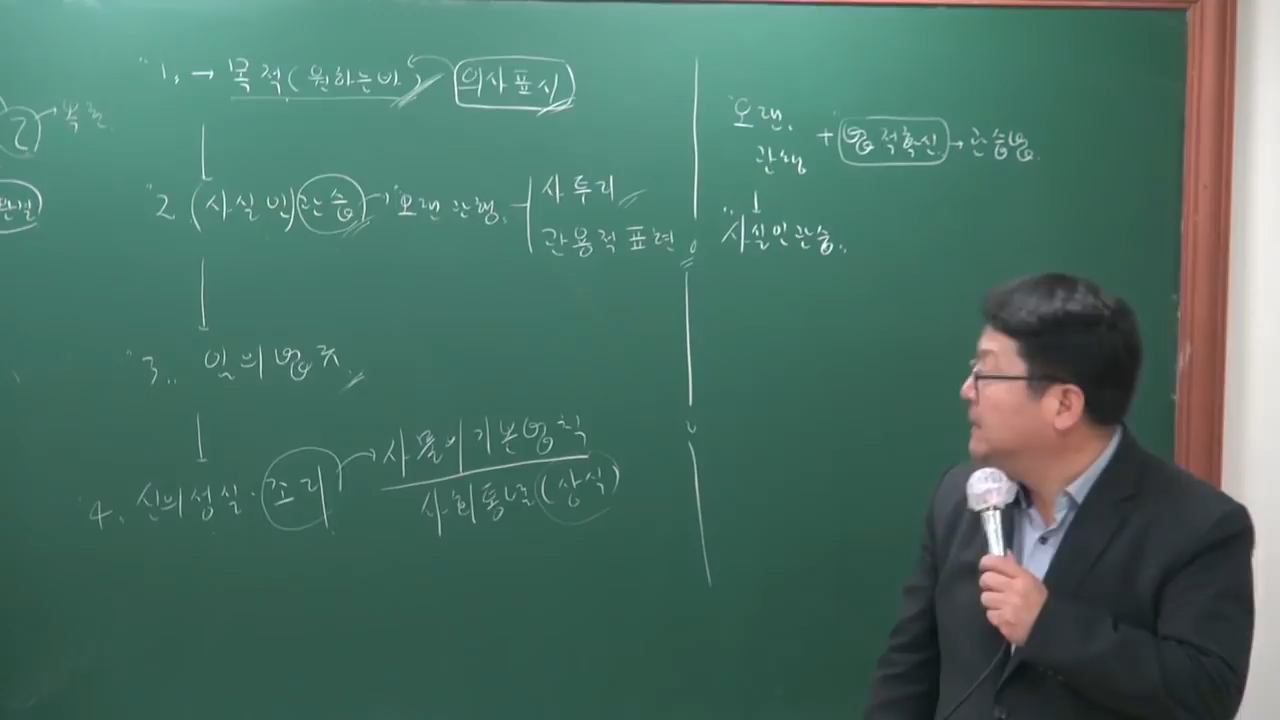 "1. → 목적(원하는바) 의사표시
2. (사실인)관습 → "오랜 관행. 사투리
관용적 표현.
3.. 임의법규.
4. 신의성실·조리 → 사물의 기본법칙
사회통념(상식)
2 →
판결
"오랜. 관행 + 법적확신 → 관습법.
"사실인 관습.